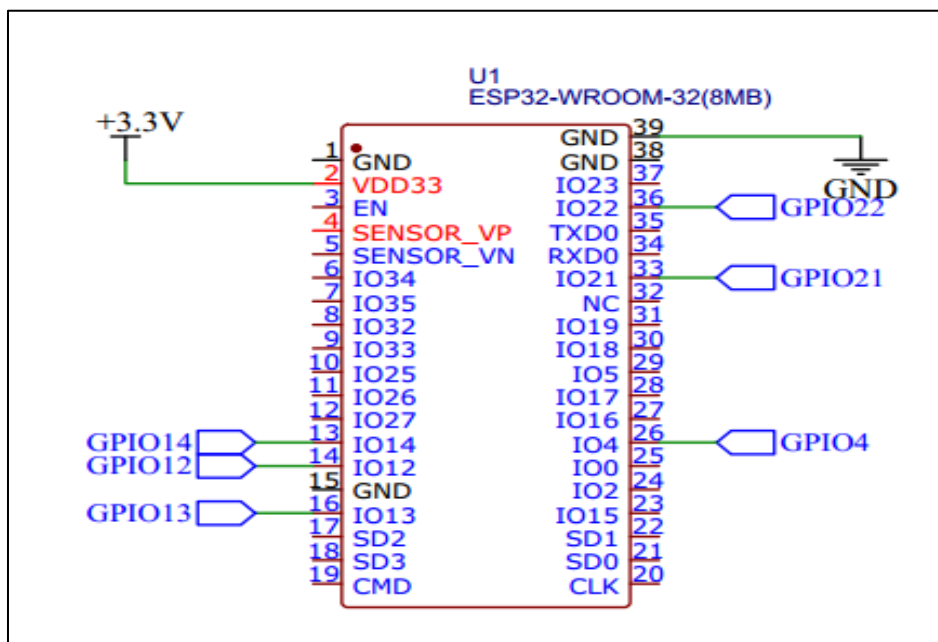 U1
ESP32-WROOM-32(8MB)
+3.3V
1 GND
2 VDD33
3 EN
4 SENSOR_VP
5 SENSOR_VN
6 IO34
7 IO35
8 IO32
9 IO33
10 IO25
11 IO26
12 IO27
GPIO14 13 IO14
GPIO12 14 IO12
15 GND
GPIO13 16 IO13
17 SD2
18 SD3
19 CMD
GND 39
GND 38
IO23 37
GND
IO22 36 GPIO22
TXD0 35
RXD0 34
IO21 33 GPIO21
NC 32
IO19 31
IO18 30
IO5 29
IO17 28
IO16 27
IO4 26 GPIO4
IO0 25
IO2 24
IO15 23
SD1 22
SD0 21
CLK 20